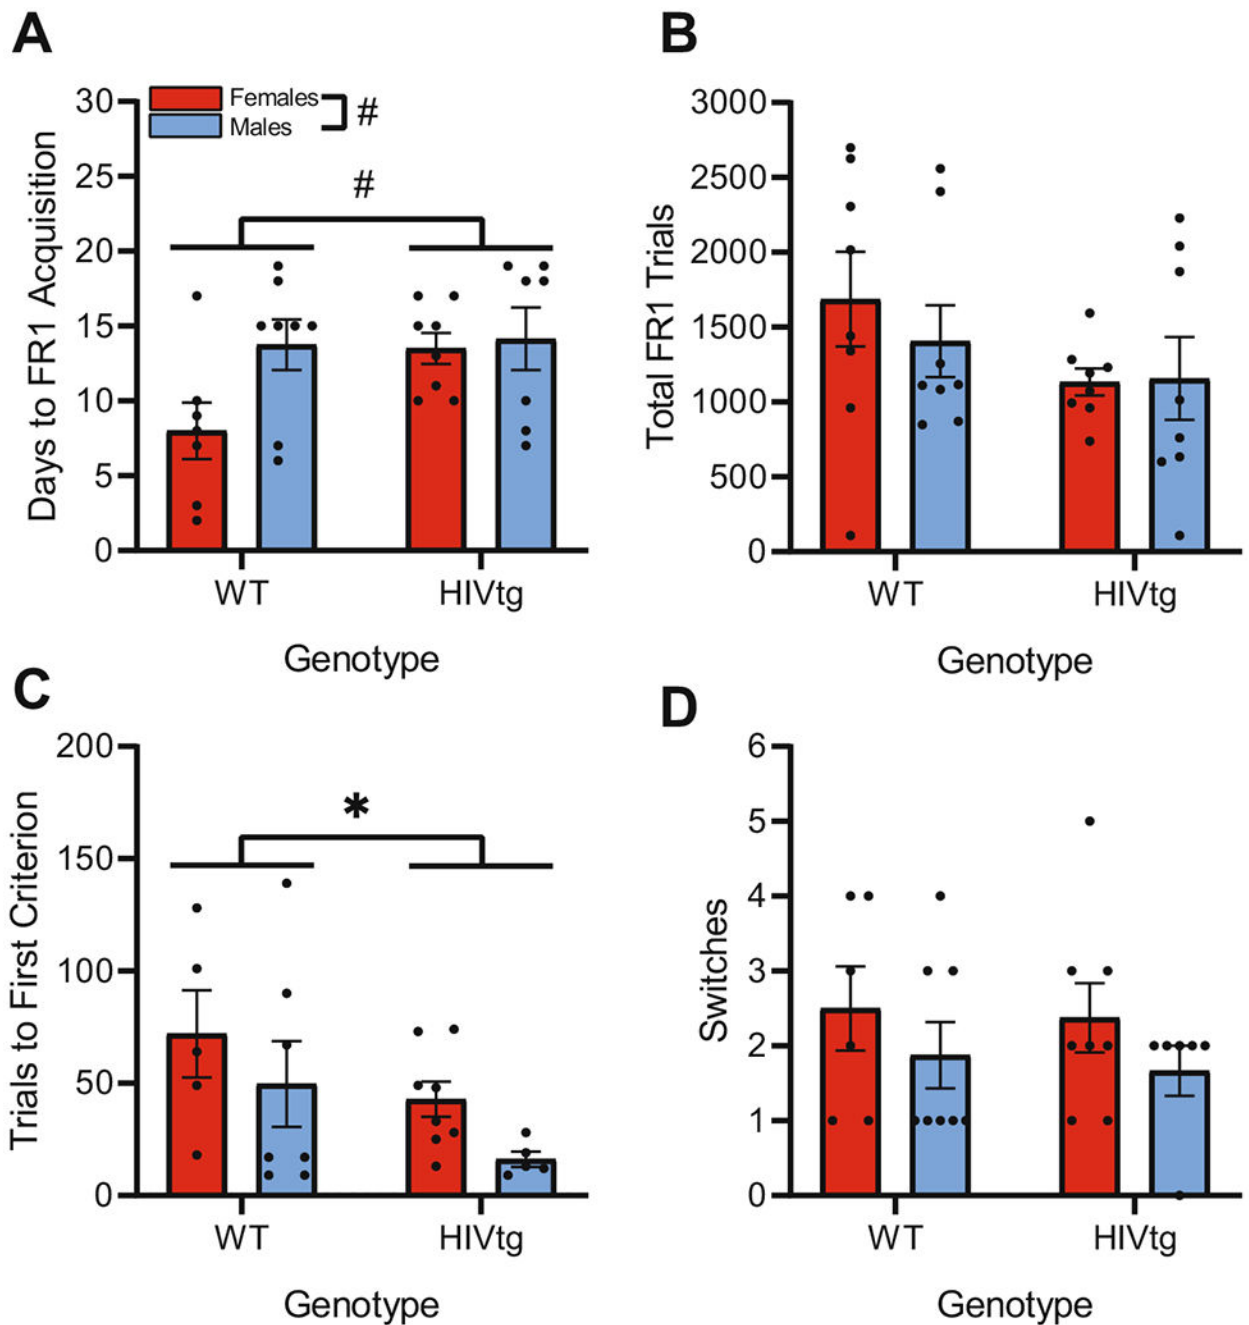 A
Females
Males
#
#
Days to FR1 Acquisition
30
25
20
15
10
5
0
WT
HIVtg
Genotype
B
Total FR1 Trials
3000
2500
2000
1500
1000
500
0
WT
HIVtg
Genotype
C
*
Trials to First Criterion
200
150
100
50
0
WT
HIVtg
Genotype
D
Switches
6
5
4
3
2
1
0
WT
HIVtg
Genotype